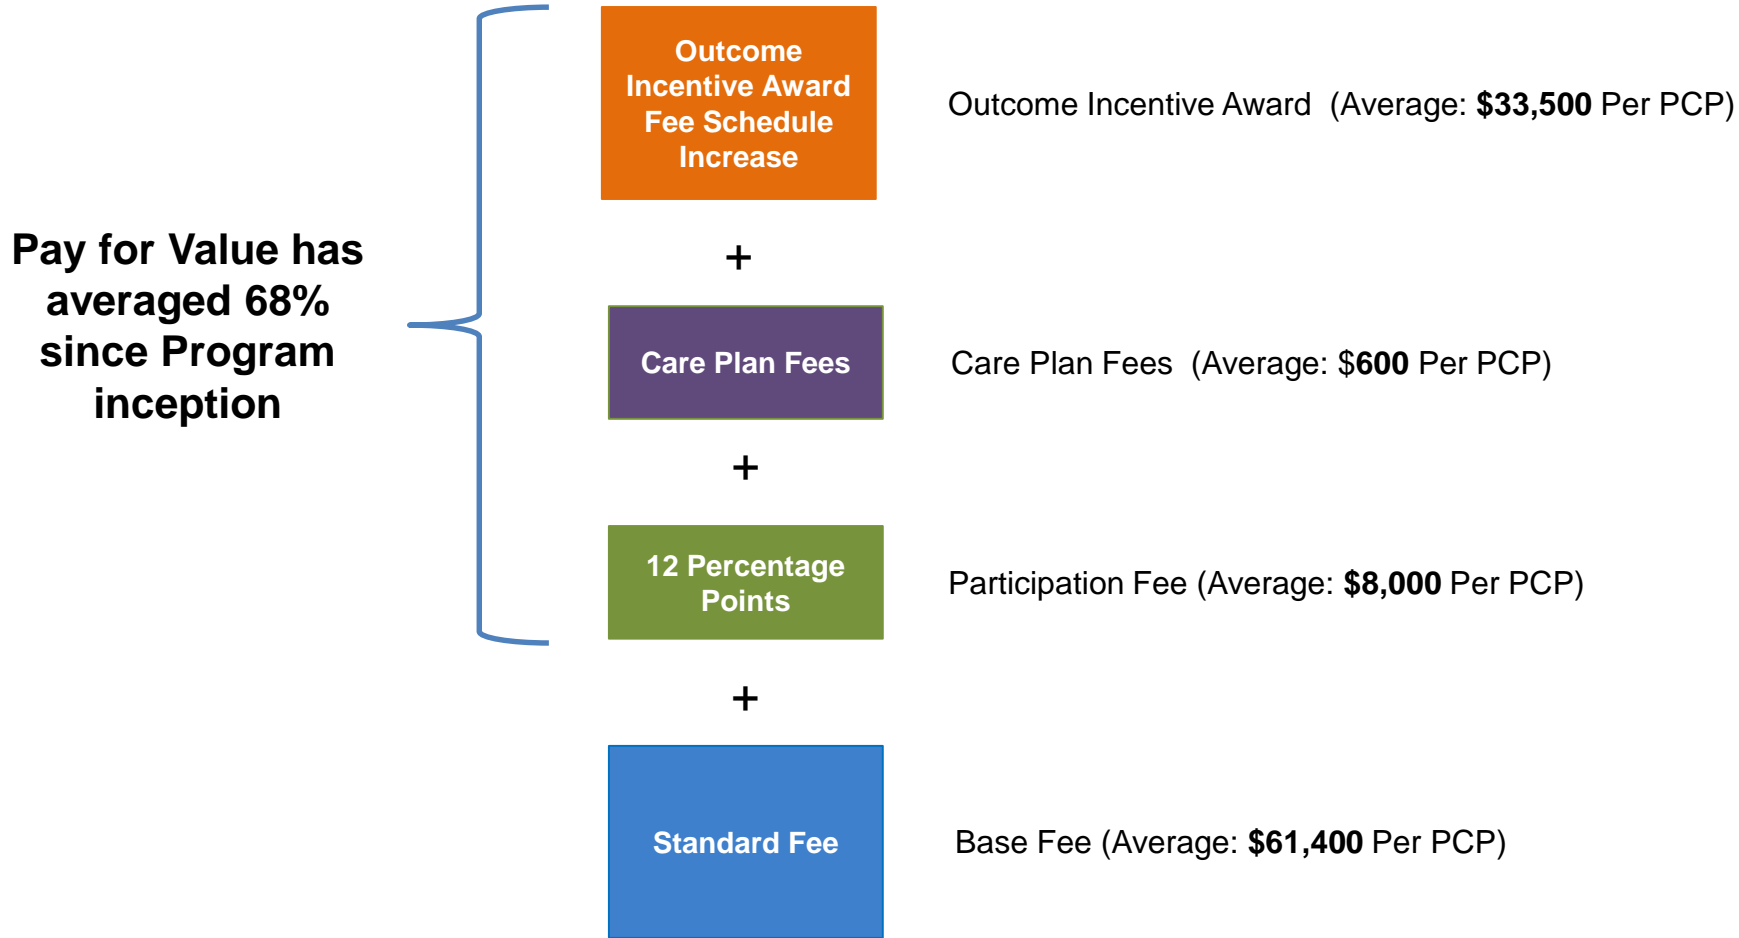 Outcome
Incentive Award
Fee Schedule
Increase
Outcome Incentive Award  (Average: $33,500 Per PCP)
+
Pay for Value has
averaged 68%
since Program
inception
Care Plan Fees
Care Plan Fees  (Average: $600 Per PCP)
+
12 Percentage
Points
Participation Fee (Average: $8,000 Per PCP)
+
Standard Fee
Base Fee (Average: $61,400 Per PCP)